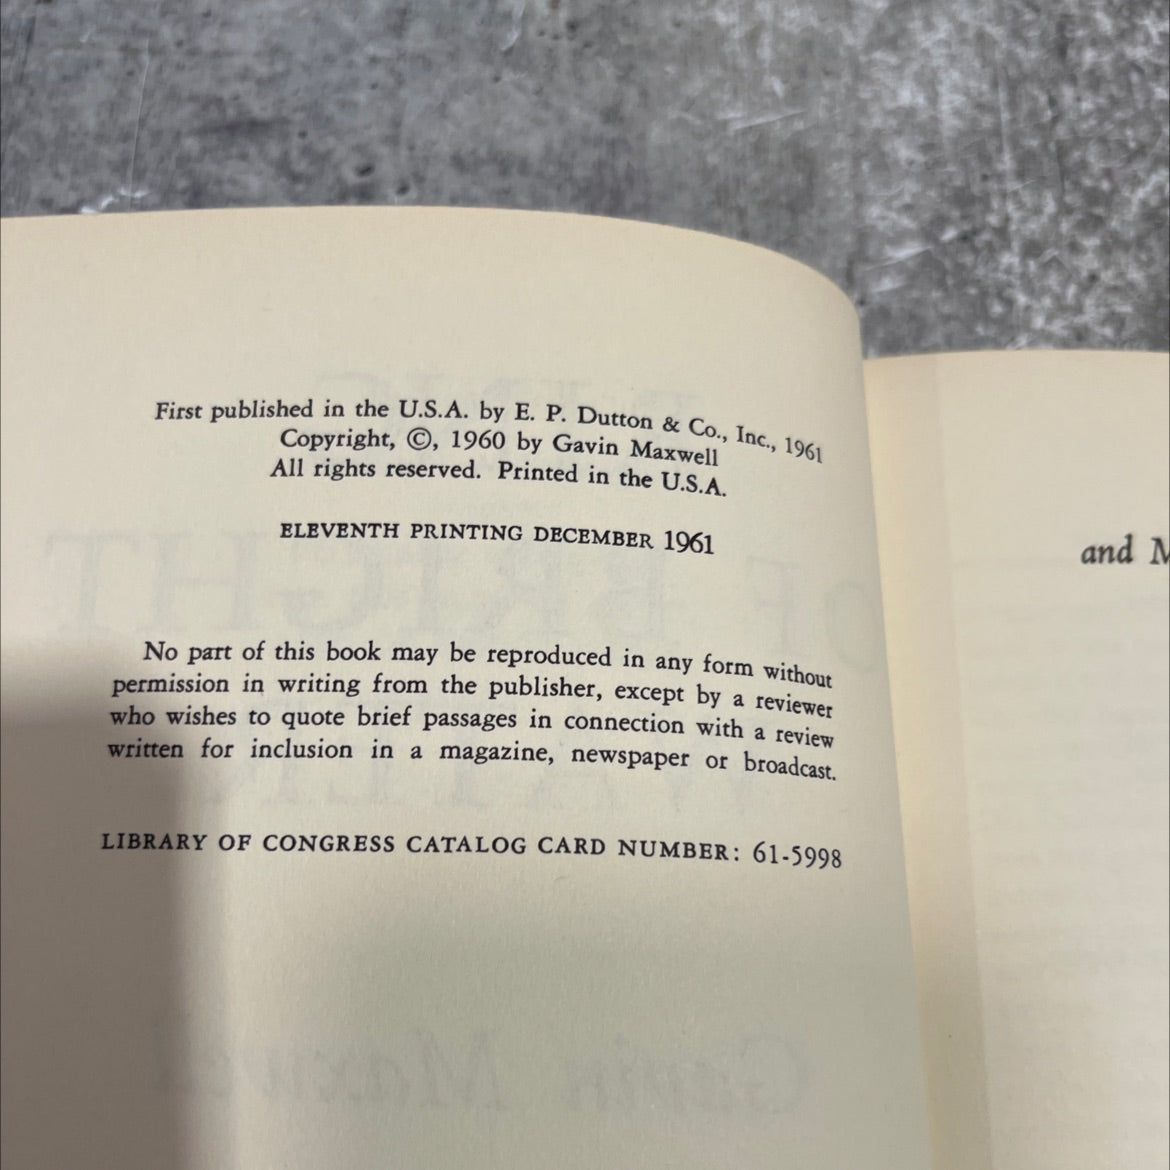 First published in the U.S.A. by E. P. Dutton & Co., Inc., 1961
Copyright, ©, 1960 by Gavin Maxwell
All rights reserved. Printed in the U.S.A.
ELEVENTH PRINTING DECEMBER 1961
No part of this book may be reproduced in any form without
permission in writing from the publisher, except by a reviewer
who wishes to quote brief passages in connection with a review
written for inclusion in a magazine, newspaper or broadcast.
LIBRARY OF CONGRESS CATALOG CARD NUMBER: 61-5998
and M